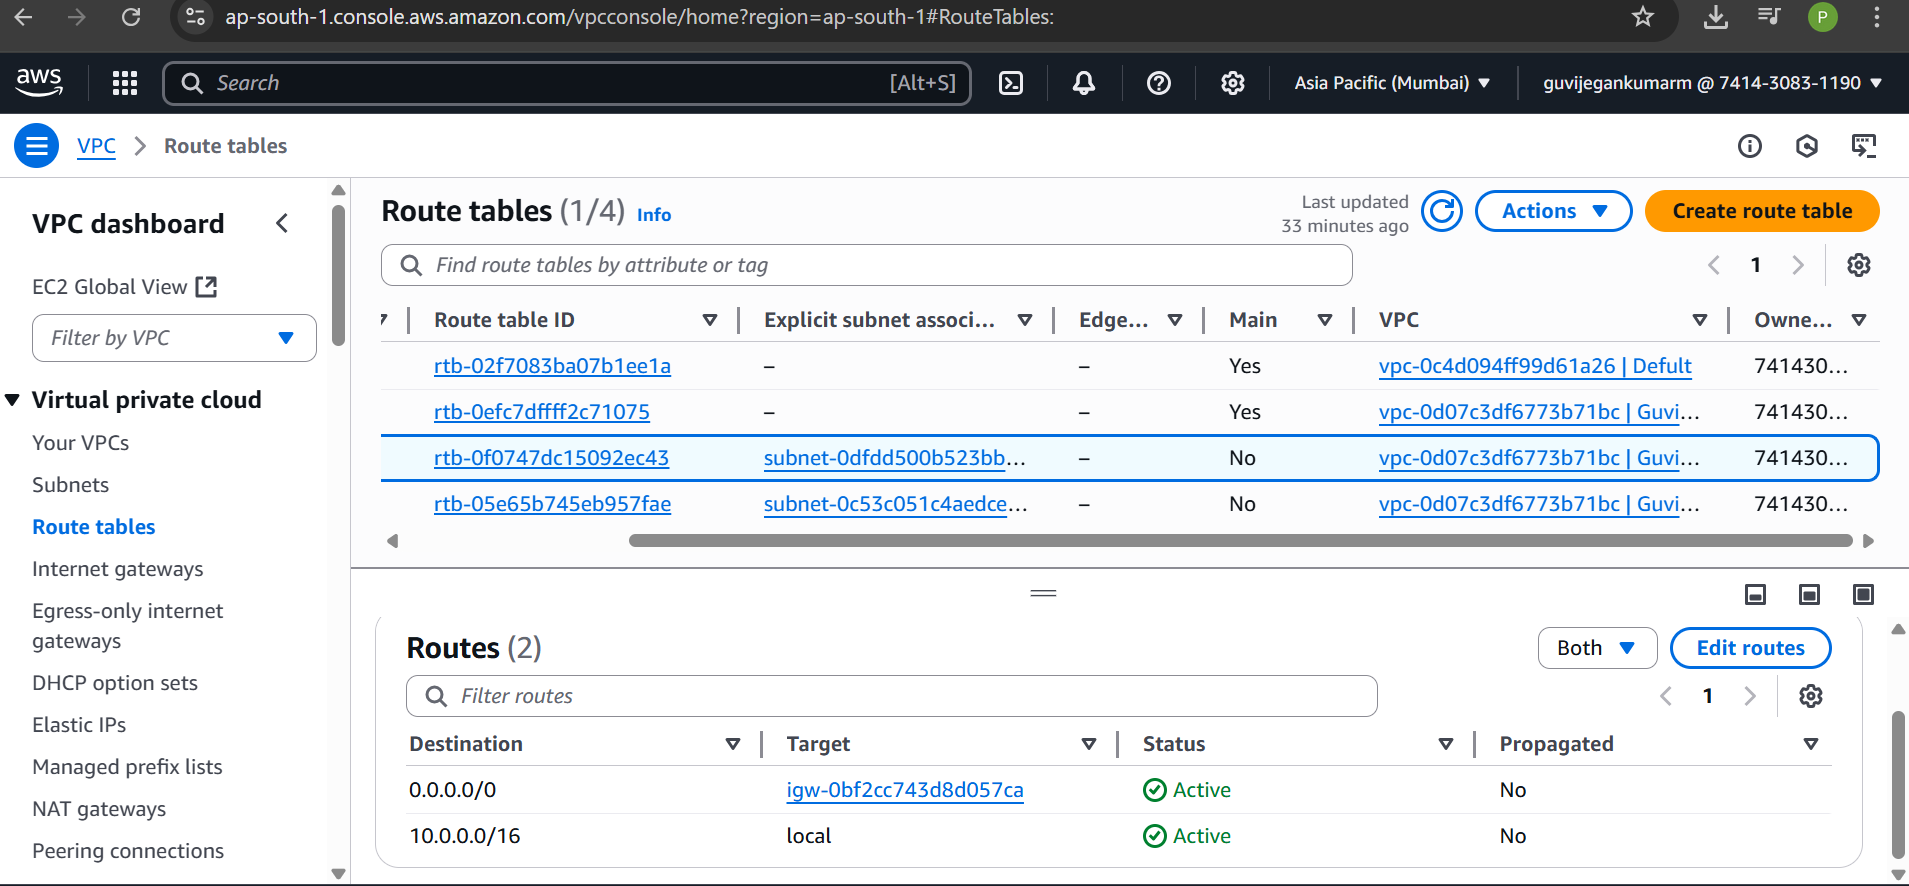 ap-south-1.console.aws.amazon.com/vpcconsole/home?region=ap-south-1#RouteTables:
P
aws
Search
[Alt+S]
Asia Pacific (Mumbai)
guvijegankumarm @ 7414-3083-1190
VPC
Route tables
VPC dashboard
EC2 Global View
Filter by VPC
Virtual private cloud
Your VPCs
Subnets
Route tables
Internet gateways
Egress-only internet
gateways
DHCP option sets
Elastic IPs
Managed prefix lists
NAT gateways
Peering connections
Route tables (1/4) Info
Last updated
33 minutes ago
Actions
Create route table
Find route tables by attribute or tag
1
Route table ID Explicit subnet associ... Edge... Main VPC Owne...
rtb-02f7083ba07b1ee1a – – Yes vpc-0c4d094ff99d61a26 | Defult 741430...
rtb-0efc7dffff2c71075 – – Yes vpc-0d07c3df6773b71bc | Guvi... 741430...
rtb-0f0747dc15092ec43 subnet-0dfdd500b523bb... – No vpc-0d07c3df6773b71bc | Guvi... 741430...
rtb-05e65b745eb957fae subnet-0c53c051c4aedce... – No vpc-0d07c3df6773b71bc | Guvi... 741430...
Routes (2)
Both
Edit routes
Filter routes
1
Destination Target Status Propagated
0.0.0.0/0 igw-0bf2cc743d8d057ca Active No
10.0.0.0/16 local Active No